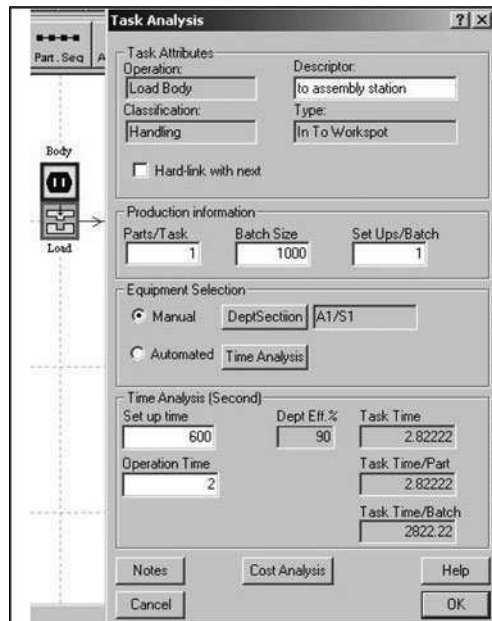 Task Analysis
Part.Seq A
Body
Load
Task Attributes
Operation: Descriptor:
Load Body to assembly station
Classification: Type:
Handling In To Workspot
Hard-link with next
Production information
Parts/Task Batch Size Set Ups/Batch
1 1000 1
Equipment Selection
Manual DeptSectiion A1/S1
Automated Time Analysis
Time Analysis (Second)
Set up time Dept Eff.% Task Time
600 90 2.82222
Operation Time Task Time/Part
2 2.82222
Task Time/Batch
2822.22
Notes Cost Analysis Help
Cancel OK